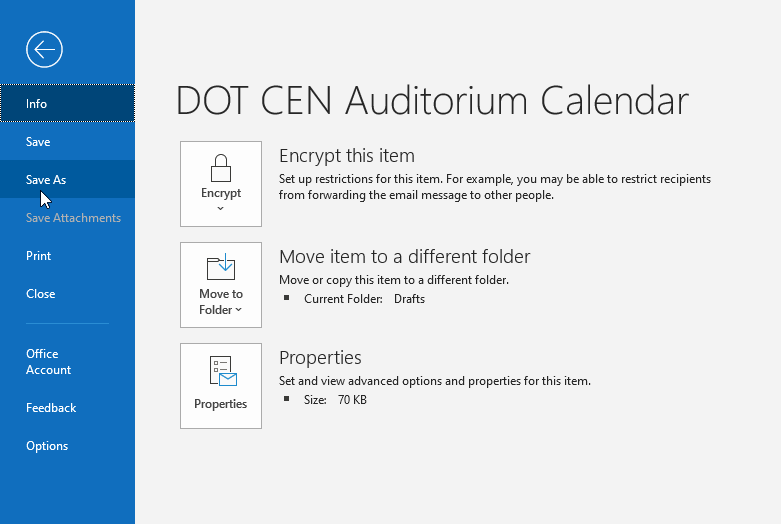 Info
Save
Save As
Save Attachments
Print
Close
Office
Account
Feedback
Options
DOT CEN Auditorium Calendar
Encrypt
Encrypt this item
Set up restrictions for this item. For example, you may be able to restrict recipients
from forwarding the email message to other people.
Move to
Folder
Move item to a different folder
Move or copy this item to a different folder.
Current Folder: Drafts
Properties
Properties
Set and view advanced options and properties for this item.
Size: 70 KB